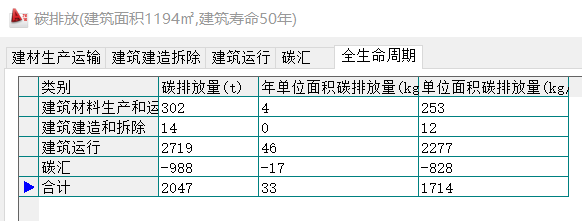 碳排放(建筑面积1194㎡,建筑寿命50年)
建材生产运输 建筑建造拆除 建筑运行 碳汇 全生命周期
类别 碳排放量(t) 年单位面积碳排放量(kg 单位面积碳排放量(kg/
建筑材料生产和运 302 4 253
建筑建造和拆除 14 0 12
建筑运行 2719 46 2277
碳汇 -988 -17 -828
合计 2047 33 1714